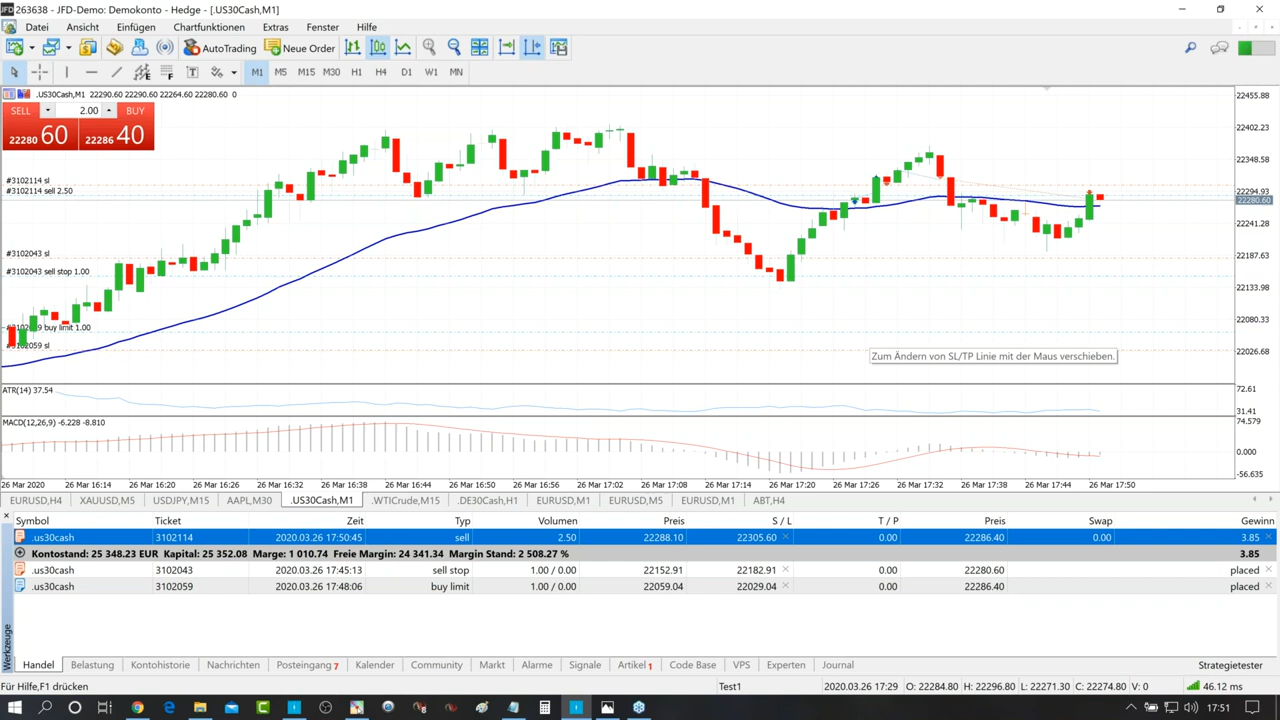 263638 - JFD-Demo: Demokonto - Hedge - [.US30Cash,M1]
Datei Ansicht Einfügen Chartfunktionen Extras Fenster Hilfe
AutoTrading New Order
M1 M5 M15 M30 H1 H4 D1 W1 MN
.US30Cash,M1 22290.60 22290.60 22264.60 22280.60 0
SELL 2.00 BUY
22280 60 22286 40
#3102114 sl
#3102114 sell 2.50
#3102043 sl
#3102043 sell stop 1.00
#3102059 buy limit 1.00
#3102059 sl
22455.88
22402.23
22348.58
22294.93
22280.60
22241.28
22187.63
22133.98
22080.33
22026.68
Zum Ändern von SL/TP Linie mit der Maus verschieben.
ATR(14) 37.54
72.61
31.41
MACD(12,26,9) -6.228 -8.810
74.579
0.000
-56.635
26 Mar 2020 26 Mar 16:14 26 Mar 16:20 26 Mar 16:26 26 Mar 16:32 26 Mar 16:38 26 Mar 16:44 26 Mar 16:50 26 Mar 16:56 26 Mar 17:02 26 Mar 17:08 26 Mar 17:14 26 Mar 17:20 26 Mar 17:26 26 Mar 17:32 26 Mar 17:38 26 Mar 17:44 26 Mar 17:50
EURUSD,H4 XAUUSD,M5 USDJPY,M15 AAPL,M30 .US30Cash,M1 .WTICrude,M15 .DE30Cash,H1 EURUSD,M1 EURUSD,M5 EURUSD,M1 ABT,H4
Symbol Ticket Zeit Typ Volumen Preis S / L T / P Preis Swap Gewinn
.us30cash 3102114 2020.03.26 17:50:45 sell 2.50 22288.10 22305.60 0.00 22286.40 0.00 3.85
Kontostand: 25 348.23 EUR Kapital: 25 352.08 Marge: 1 010.74 Freie Margin: 24 341.34 Margin Stand: 2 508.27 % 3.85
.us30cash 3102043 2020.03.26 17:45:13 sell stop 1.00 / 0.00 22152.91 22182.91 0.00 22280.60 placed
.us30cash 3102059 2020.03.26 17:48:06 buy limit 1.00 / 0.00 22059.04 22029.04 0.00 22286.40 placed
Werkzeuge
Handel Belastung Kontohistorie Nachrichten Posteingang 7 Kalender Community Markt Alarme Signale Artikel 1 Code Base VPS Experten Journal Strategietester
Für Hilfe,F1 drücken Test1 2020.03.26 17:29 O: 22284.80 H: 22296.80 L: 22271.30 C: 22274.80 V: 0 46.12 ms
17:51